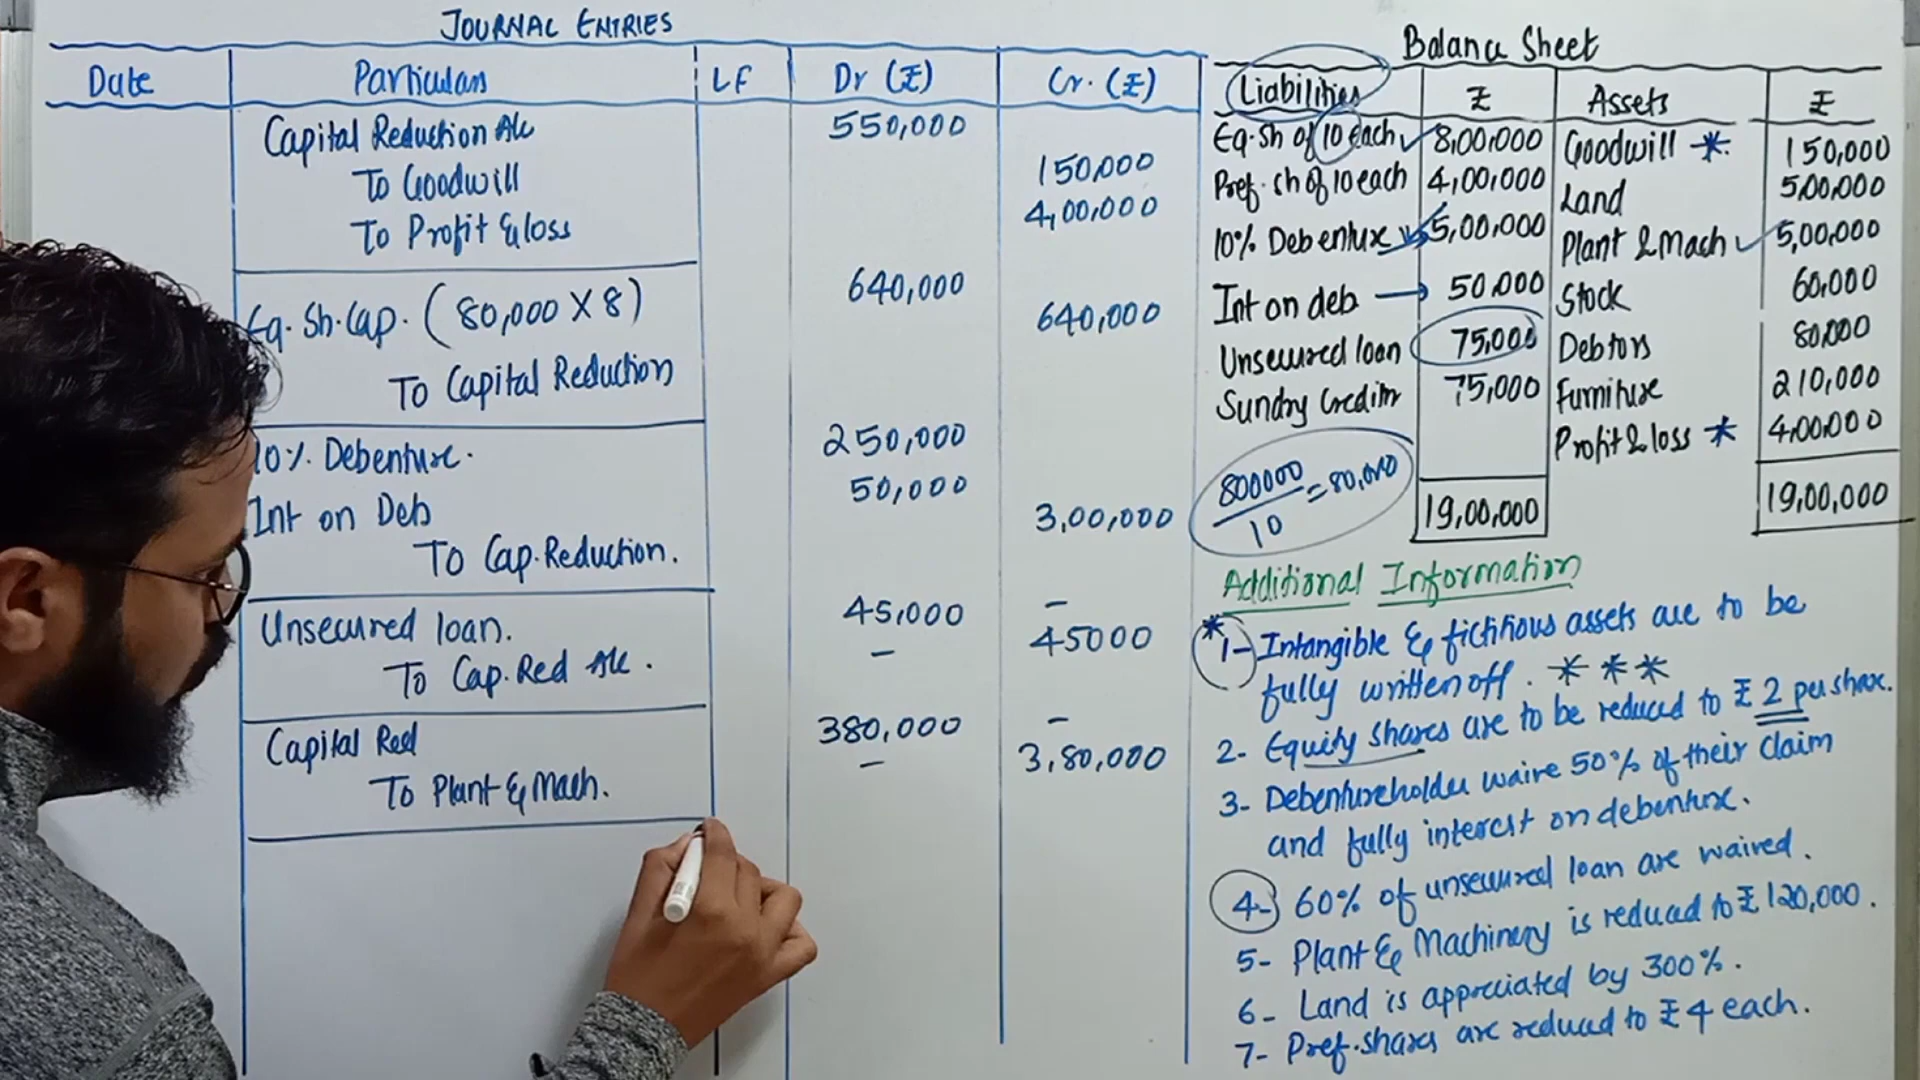 JOURNAL ENTRIES
Date Particulars LF Dr (₹) Cr. (₹)
Capital Reduction A/c 550,000
To Goodwill 150,000
To Profit & loss 4,00,000
Eq. Sh. Cap. (80,000 X 8) 640,000
To Capital Reduction 640,000
10%. Debenture. 250,000
Int on Deb 50,000
To Cap. Reduction. 3,00,000
Unsecured loan. 45,000 –
To Cap. Red A/c. – 45000
Capital Red 380,000 –
To Plant & Mach. – 3,80,000
Balance Sheet
Liabilities ₹ Assets ₹
Eq. Sh of 10 each 8,00,000 Goodwill * 150,000
Pref. Sh of 10 each 4,00,000 Land 5,00,000
10% Debenture 5,00,000 Plant & Mach 5,00,000
Int on deb → 50,000 Stock 60,000
Unsecured loan 75,000 Debtors 80,000
Sundry Creditor 75,000 Furniture 210,000
Profit & loss * 4,00,000
800000/10 = 80,000
19,00,000 19,00,000
Additional Information
* 1- Intangible & fictitious assets are to be
fully written off. * * *
2- Equity shares are to be reduced to ₹ 2 per share.
3- Debentureholder waive 50% of their claim
and fully interest on debenture.
4- 60% of unsecured loan are waived.
5- Plant & Machinery is reduced to ₹ 120,000.
6- Land is appreciated by 300%.
7- Pref. shares are reduced to ₹ 4 each.